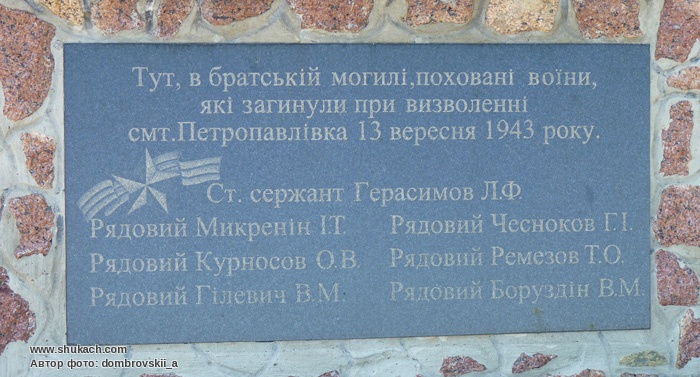 Тут, в братській могилі,поховані воїни,
які загинули при визволенні
смт.Петропавлівка 13 вересня 1943 року.
Ст. сержант Герасимов Л.Ф.
Рядовий Микренін І.Т.
Рядовий Чесноков Г.І.
Рядовий Курносов О.В.
Рядовий Ремезов Т.О.
Рядовий Гілевич В.М.
Рядовий Боруздін В.М.
www.shukach.com
Автор фото: dombrovskii_a